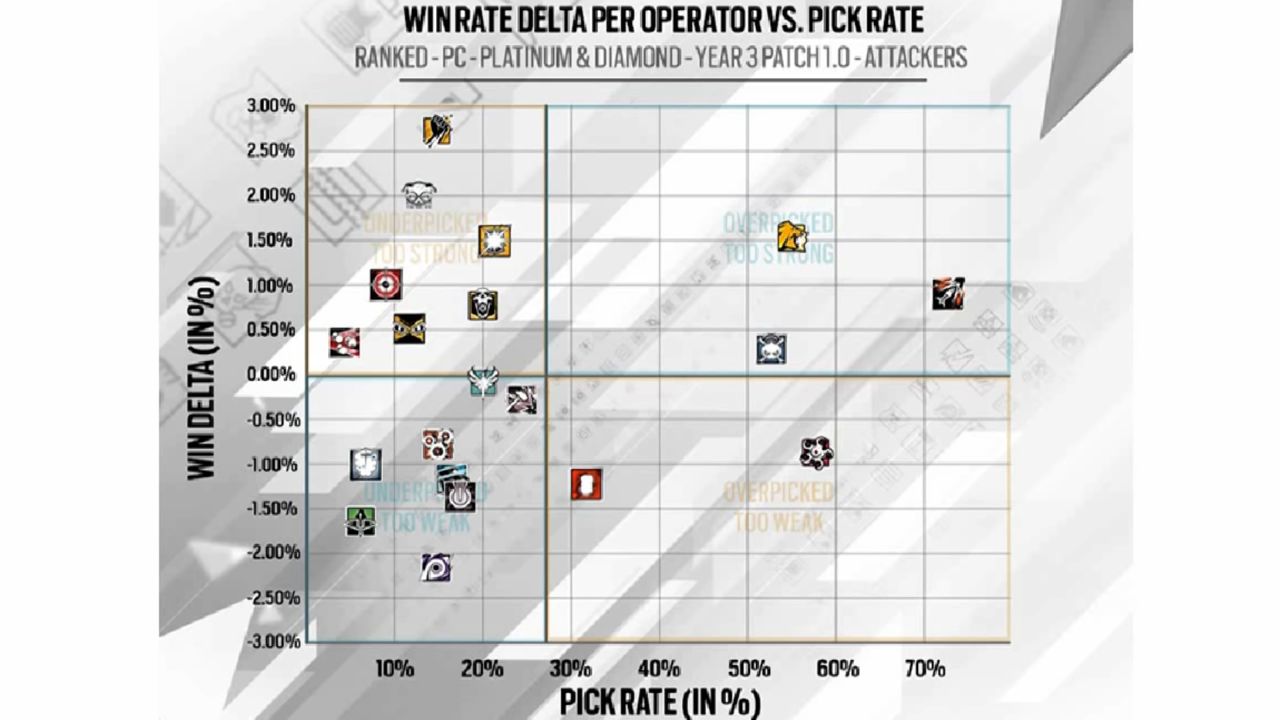 WIN RATE DELTA PER OPERATOR VS. PICK RATE
RANKED - PC - PLATINUM & DIAMOND - YEAR 3 PATCH 1.0 - ATTACKERS
3.00%
2.50%
2.00%
1.50%
1.00%
0.50%
0.00%
-0.50%
-1.00%
-1.50%
-2.00%
-2.50%
-3.00%
WIN DELTA (IN %)
UNDERPICKED
TOO STRONG
OVERPICKED
TOO STRONG
UNDERPICKED
TOO WEAK
OVERPICKED
TOO WEAK
10% 20% 30% 40% 50% 60% 70%
PICK RATE (IN %)